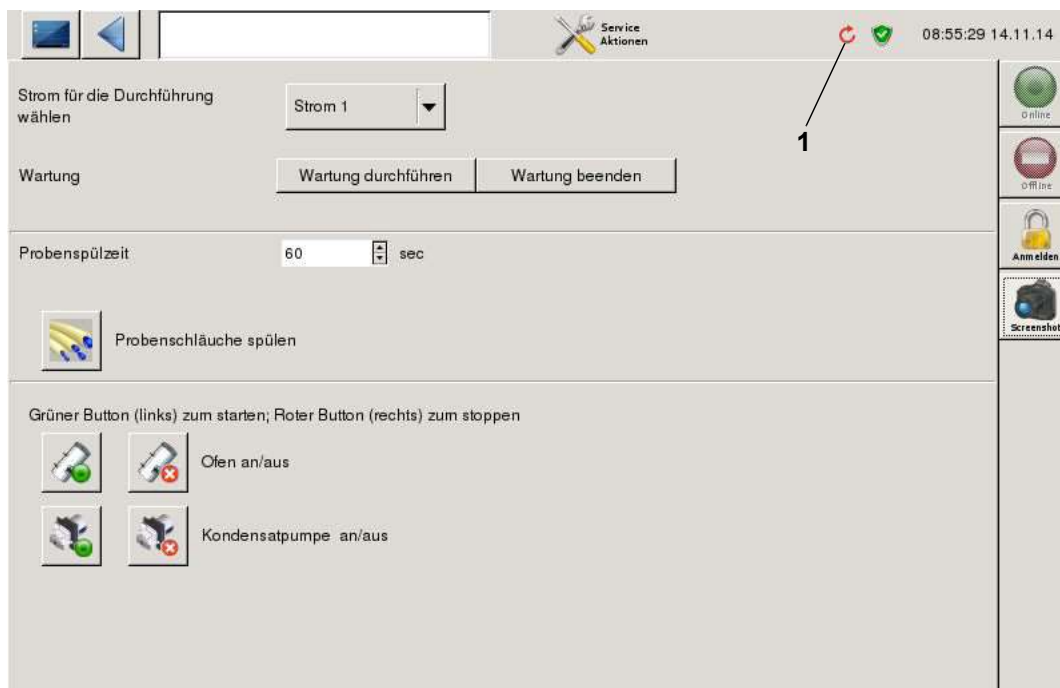 Service
Aktionen
08:55:29 14.11.14
Strom für die Durchführung
wählen
Strom 1
1
Online
Wartung
Wartung durchführen
Wartung beenden
Offline
Probenspülzeit
60
sec
Anmelden
Screenshot
Probenschläuche spülen
Grüner Button (links) zum starten; Roter Button (rechts) zum stoppen
Ofen an/aus
Kondensatpumpe an/aus